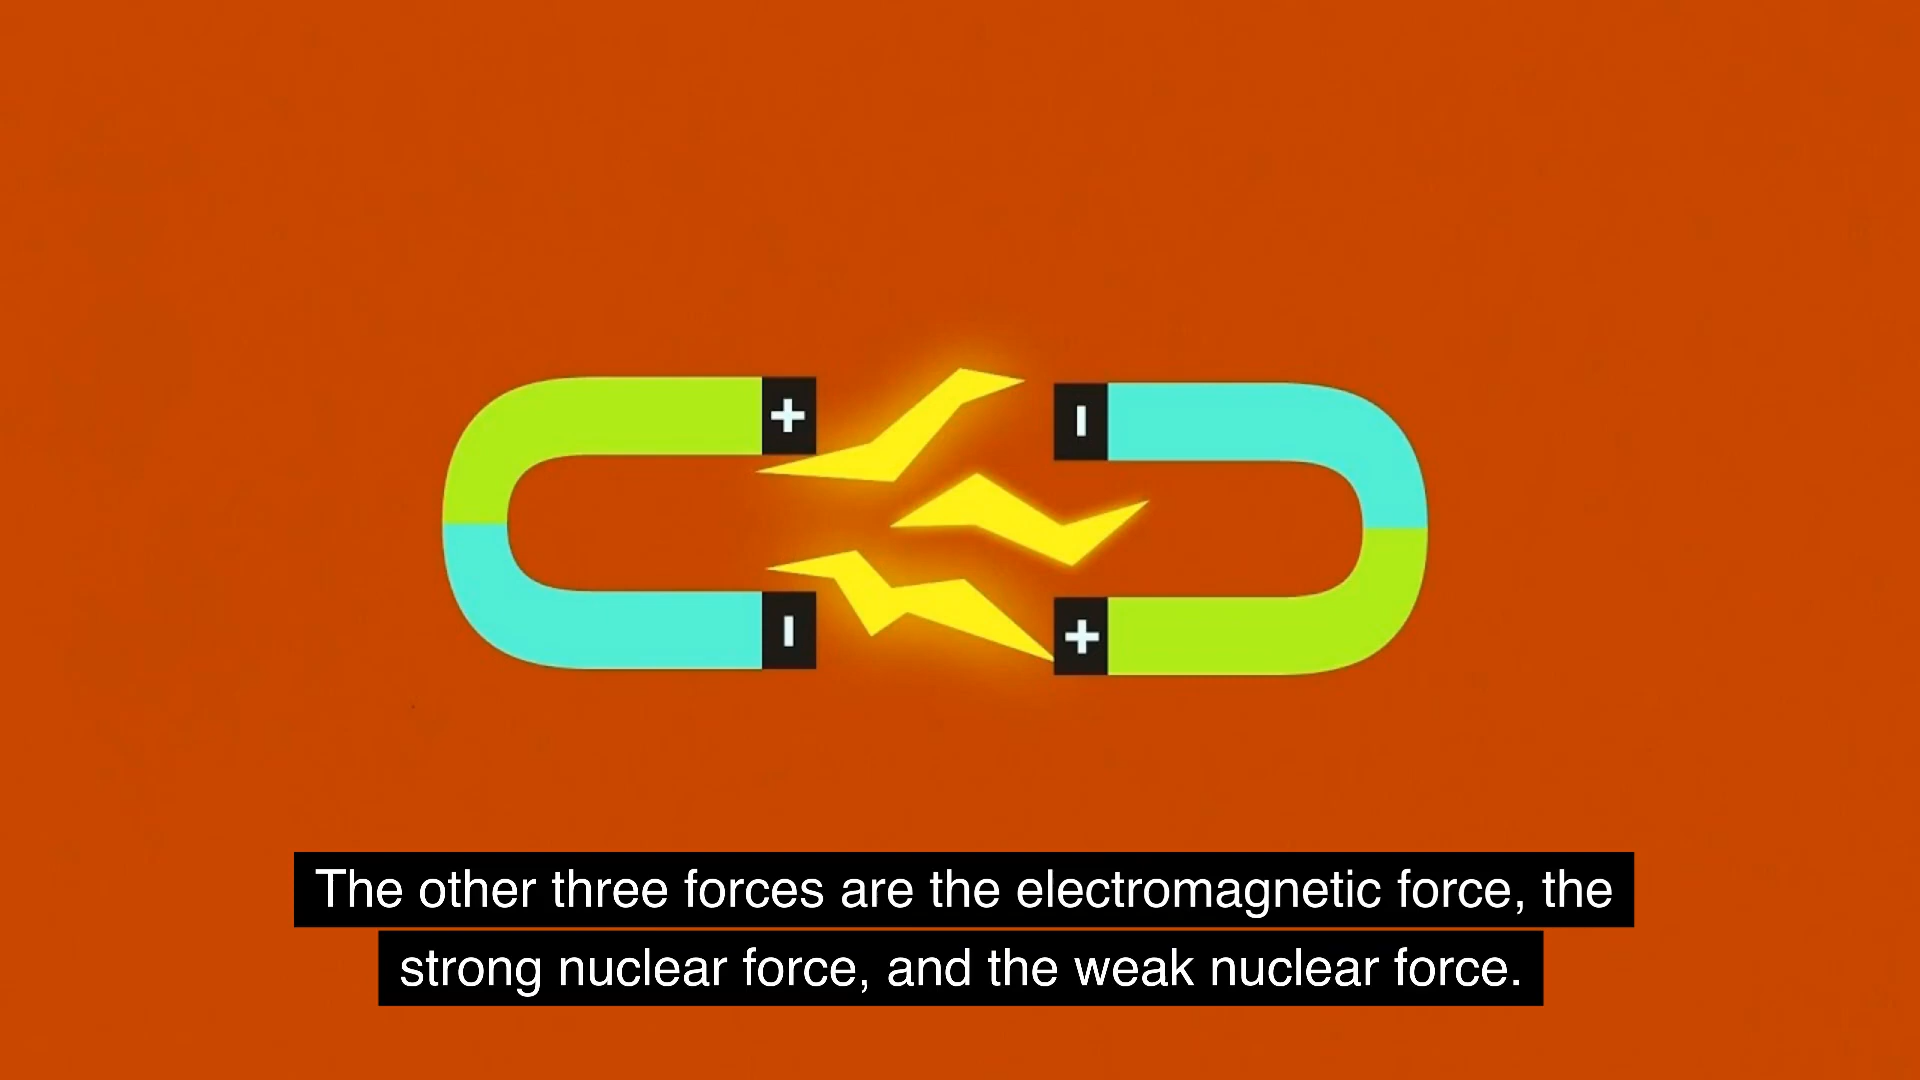 + -
- +
The other three forces are the electromagnetic force, the
strong nuclear force, and the weak nuclear force.